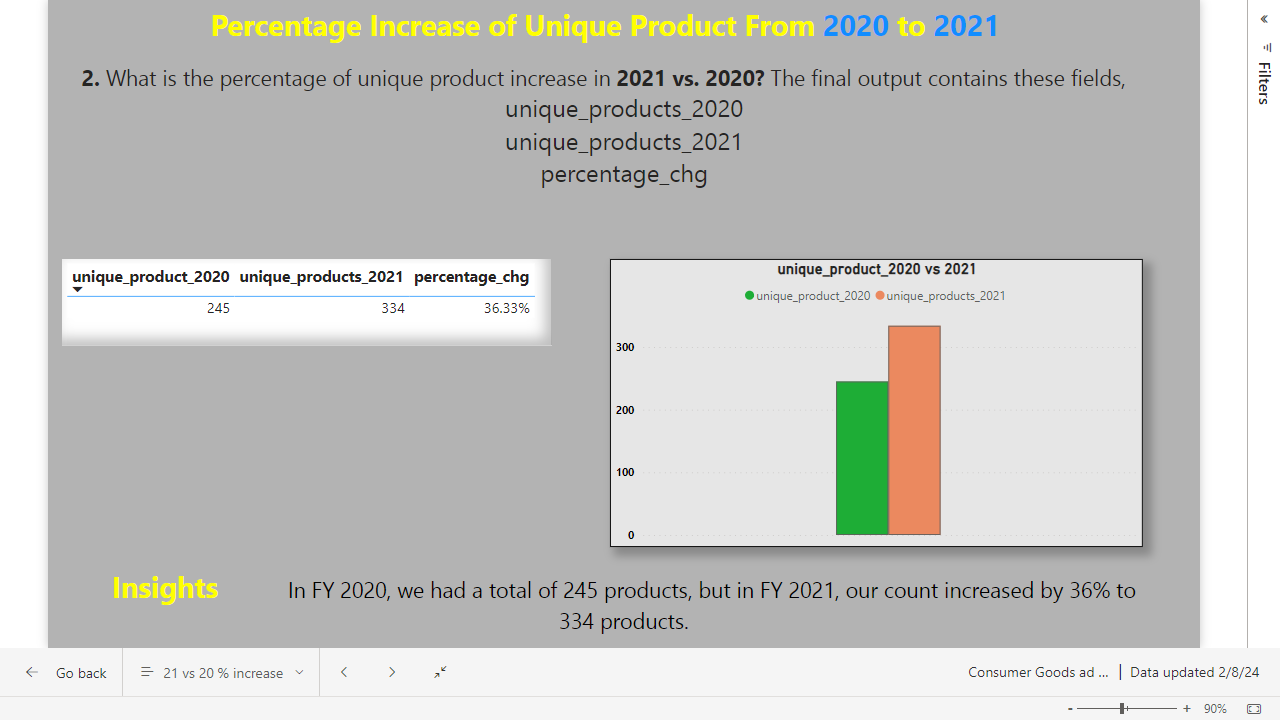 Percentage Increase of Unique Product From 2020 to 2021
2. What is the percentage of unique product increase in 2021 vs. 2020? The final output contains these fields,
unique_products_2020
unique_products_2021
percentage_chg
unique_product_2020 unique_products_2021 percentage_chg
245 334 36.33%
unique_product_2020 vs 2021
unique_product_2020 unique_products_2021
300
200
100
0
Insights
In FY 2020, we had a total of 245 products, but in FY 2021, our count increased by 36% to
334 products.
Filters
Go back
21 vs 20 % increase
Consumer Goods ad ... | Data updated 2/8/24
- + 90%